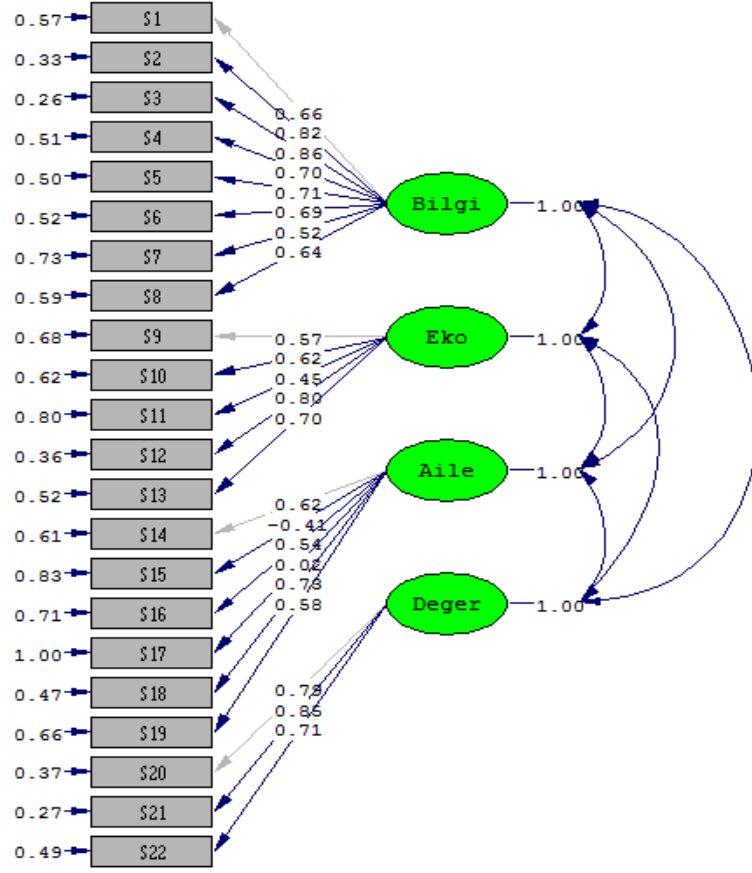 0.57 S1
0.33 S2
0.26 S3
0.51 S4
0.50 S5
0.52 S6
0.73 S7
0.59 S8
0.68 S9
0.62 S10
0.80 S11
0.36 S12
0.52 S13
0.61 S14
0.83 S15
0.71 S16
1.00 S17
0.47 S18
0.66 S19
0.37 S20
0.27 S21
0.49 S22
0.66
0.82
0.86
0.70
0.71
0.69
0.52
0.64
0.57
0.62
0.45
0.80
0.70
0.62
-0.41
0.54
0.02
0.73
0.58
0.79
0.85
0.71
Bilgi 1.00
Eko 1.00
Aile 1.00
Deger 1.00